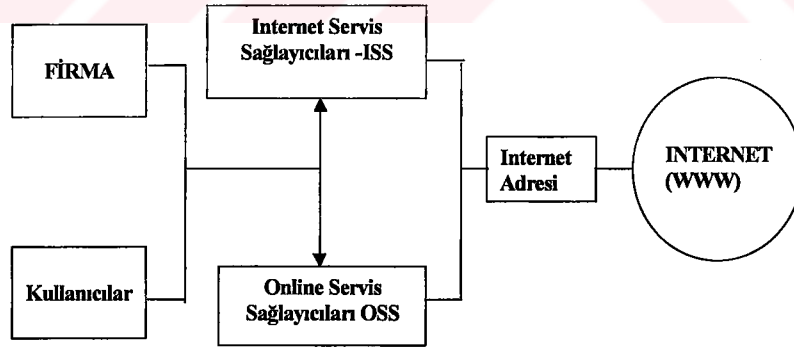 FİRMA
Internet Servis
Sağlayıcıları -ISS
Internet
Adresi
INTERNET
(WWW)
Kullanıcılar
Online Servis
Sağlayıcıları OSS